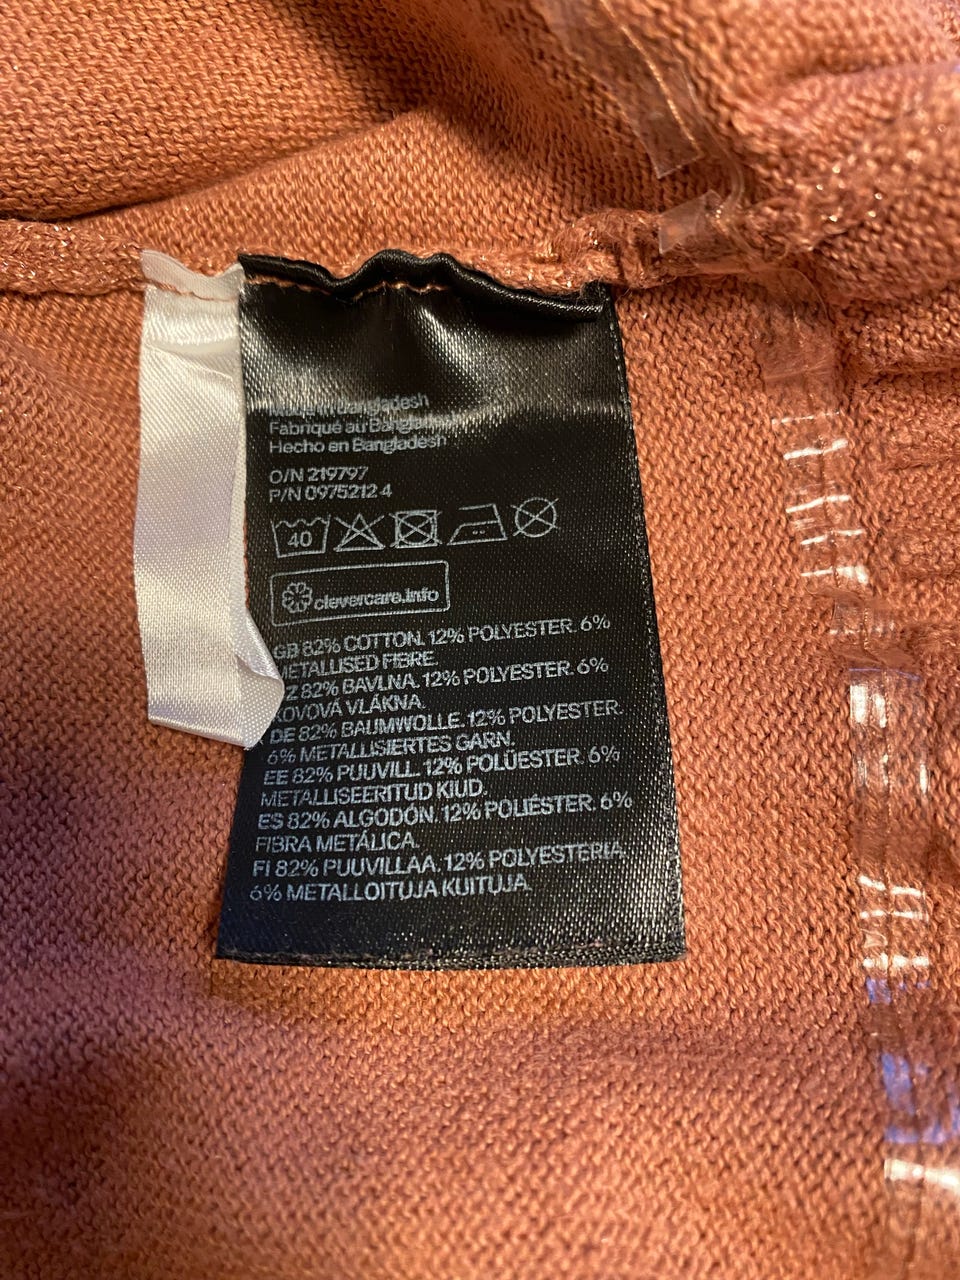 Made in Bangladesh
Fabriqué au Bangladesh
Hecho en Bangladesh
O/N 219797
P/N 0975212 4
40
clevercare.info
GB 82% COTTON. 12% POLYESTER. 6%
METALLISED FIBRE.
Z 82% BAVLNA. 12% POLYESTER. 6%
KOVOVÁ VLÁKNA.
DE 82% BAUMWOLLE. 12% POLYESTER.
6% METALLISIERTES GARN.
EE 82% PUUVILL. 12% POLÜESTER. 6%
METALLISEERITUD KIUD.
ES 82% ALGODÓN. 12% POLIÉSTER. 6%
FIBRA METÁLICA.
FI 82% PUUVILLAA. 12% POLYESTERIA.
6% METALLOITUJA KUITUJA.